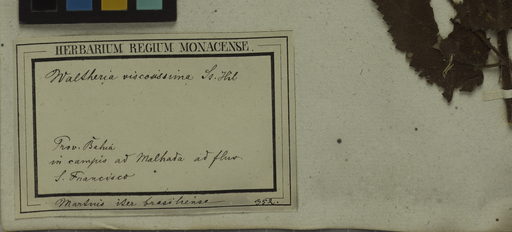 HERBARIUM REGIUM MONACENSE.
Waltheria viscosissima St. Hil
Prov. Bahia
in campis ad Malhada ad fluv.
S. Francisco
Martius iter brasiliense 352.